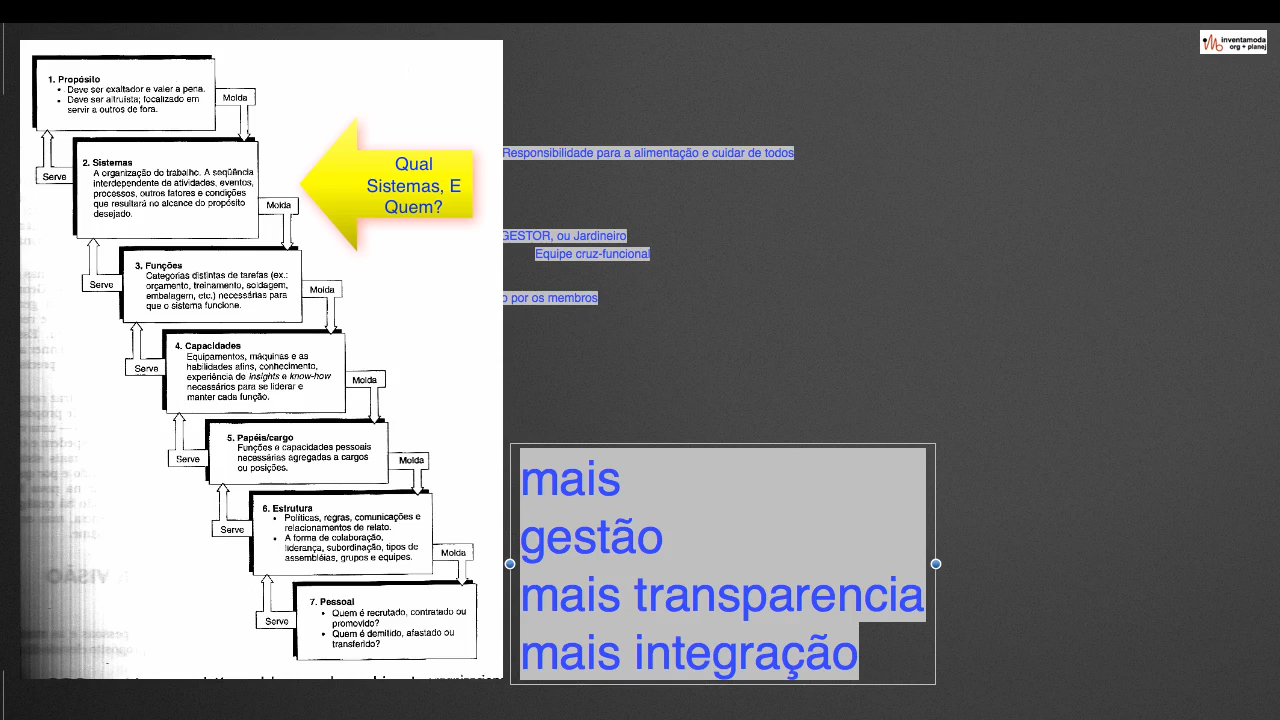 inventamoda
org + planej
1. Propósito
• Deve ser exaltador e valer a pena.
• Deve ser altruísta; focalizado em
servir a outros de fora.
Molda
Serve
2. Sistemas
A organização do trabalho. A seqüência
interdependente de atividades, eventos,
processos, outros fatores e condições
que resultará no alcance do propósito
desejado.
Molda
Serve
3. Funções
Categorias distintas de tarefas (ex.:
orçamento, treinamento, soldagem,
embalagem, etc.) necessárias para
que o sistema funcione.
Molda
Serve
4. Capacidades
Equipamentos, máquinas e as
habilidades afins, conhecimento,
experiência de insights e know-how
necessários para se liderar e
manter cada função.
Molda
Serve
5. Papéis/cargo
Funções e capacidades pessoais
necessárias agregadas a cargos
ou posições.
Molda
Serve
6. Estrutura
• Políticas, regras, comunicações e
relacionamentos de relato.
• A forma de colaboração,
liderança, subordinação, tipos de
assembléias, grupos e equipes.
Molda
Serve
7. Pessoal
• Quem é recrutado, contratado ou
promovido?
• Quem é demitido, afastado ou
transferido?
Qual
Sistemas, E
Quem?
Responsibilidade para a alimentação e cuidar de todos
GESTOR, ou Jardineiro
Equipe cruz-funcional
por os membros
mais
gestão
mais transparencia
mais integração